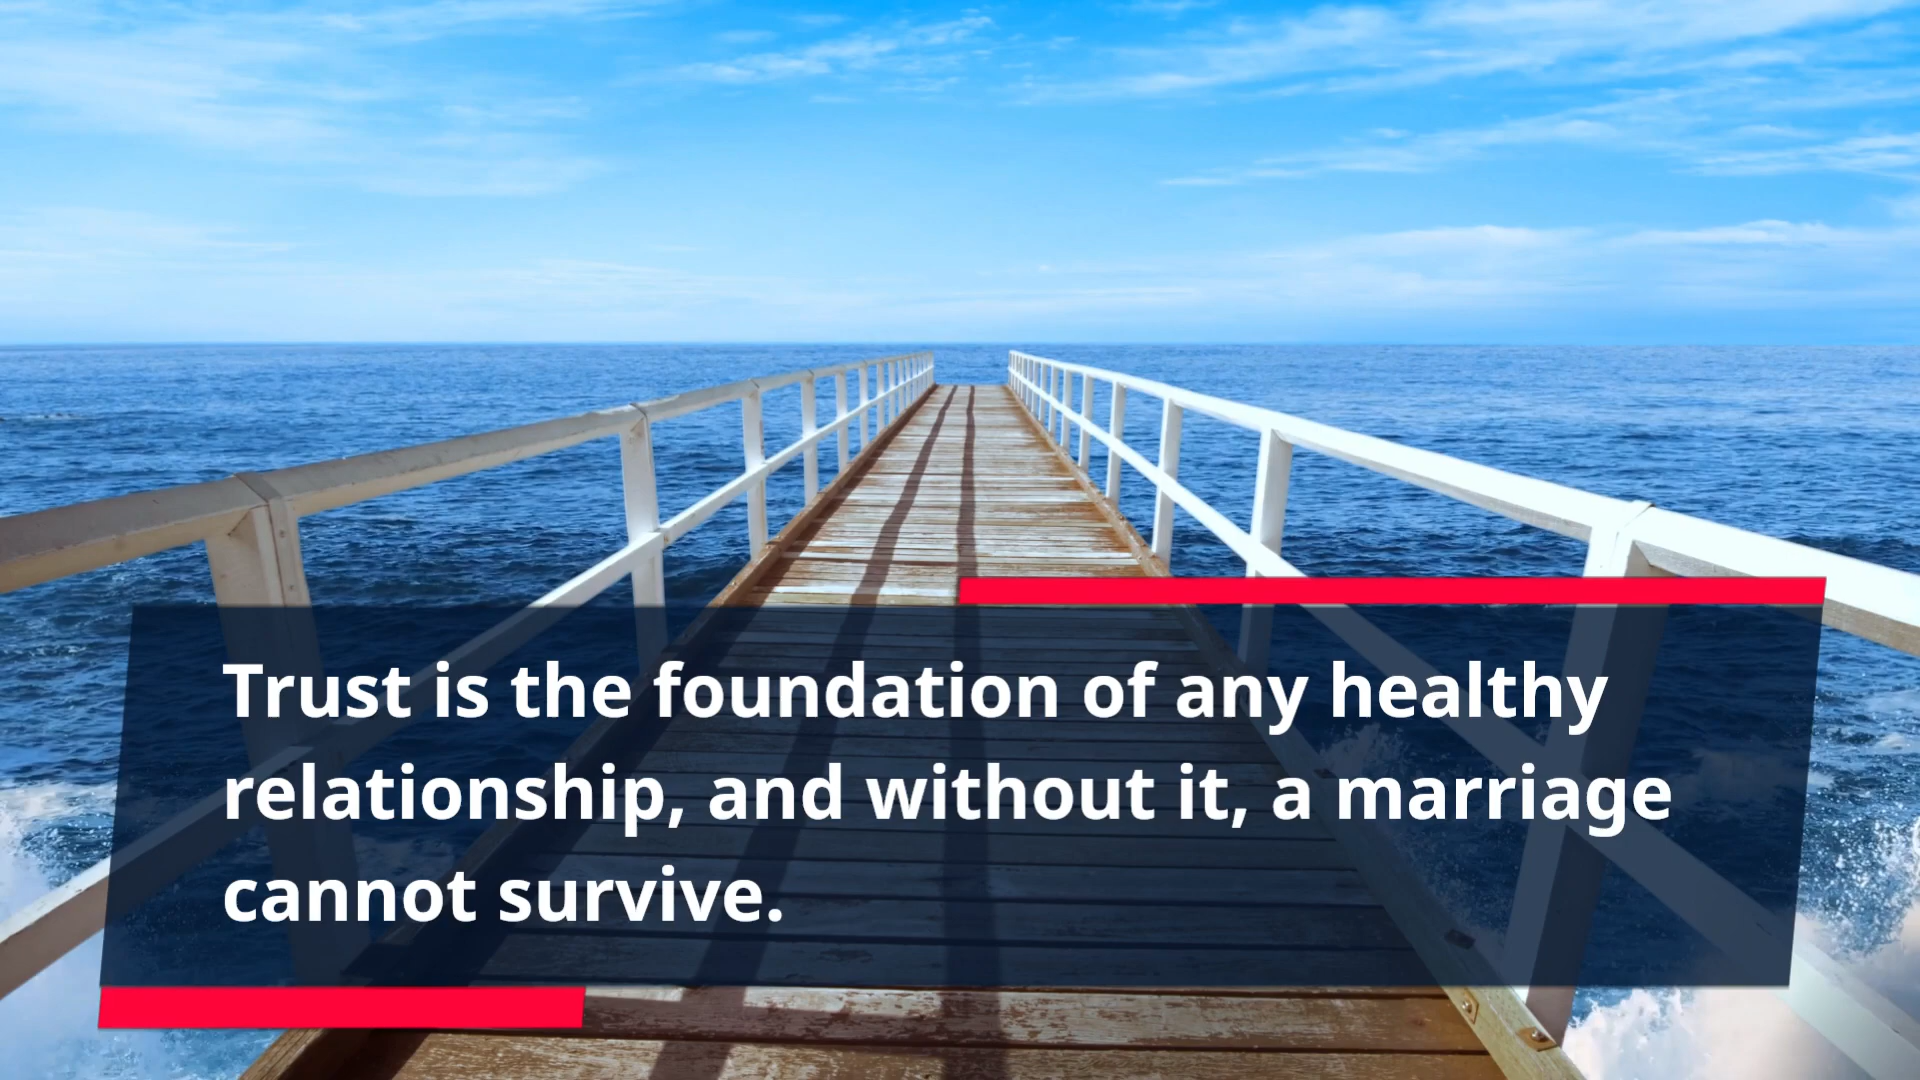 Trust is the foundation of any healthy
relationship, and without it, a marriage
cannot survive.